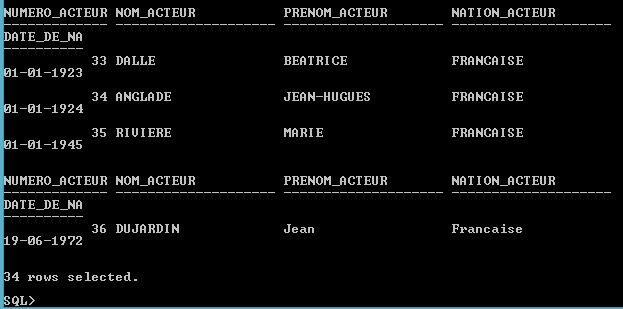 NUMERO_ACTEUR NOM_ACTEUR PRENOM_ACTEUR NATION_ACTEUR
DATE_DE_NA
33 DALLE BEATRICE FRANCAISE
01-01-1923
34 ANGLADE JEAN-HUGUES FRANCAISE
01-01-1924
35 RIVIERE MARIE FRANCAISE
01-01-1945
NUMERO_ACTEUR NOM_ACTEUR PRENOM_ACTEUR NATION_ACTEUR
DATE_DE_NA
36 DUJARDIN Jean Francaise
19-06-1972
34 rows selected.
SQL>